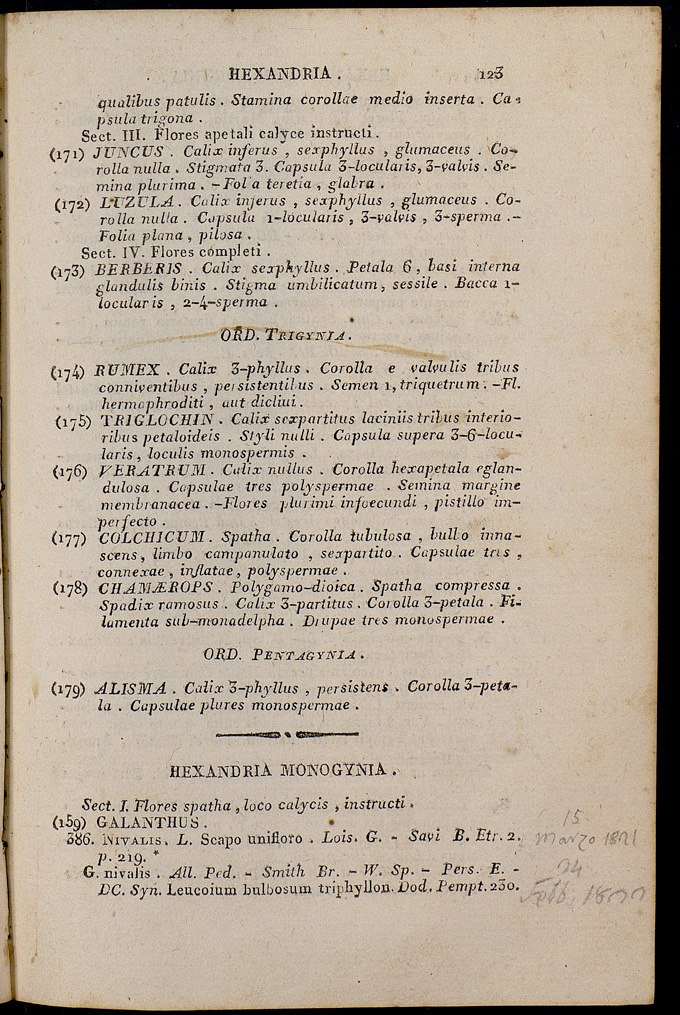 HEXANDRIA . 123
qualibus patulis . Stamina corollae medio inserta . Ca-
psula trigona .
Sect. III. Flores apetali calyce instructi.
(171) JUNCUS . Calix inferus , sexphyllus , glumaceus . Co-
rolla nulla . Stigmata 3. Capsula 3-locularis, 3-valvis . Se-
mina plurima . - Folia teretia , glabra .
(172) LUZULA . Calix inferus , sexphyllus , glumaceus . Co-
rolla nulla . Capsula 1-locularis , 3-valvis , 3-sperma .-
Folia plana , pilosa .
Sect. IV. Flores completi .
(173) BERBERIS . Calix sexphyllus . Petala 6 , basi interna
glandulis binis . Stigma umbilicatum, sessile . Bacca 1-
locularis , 2-4-sperma .
ORD. TRIGYNIA .
(174) RUMEX . Calix 3-phyllus . Corolla e valvulis tribus
conniventibus , persistentibus . Semen 1, triquetrum . -Fl.
hermaphroditi , aut diclini .
(175) TRIGLOCHIN . Calix sexpartitus laciniis tribus interio-
ribus petaloideis . Styli nulli . Capsula supera 3-6-locu-
laris , loculis monospermis .
(176) VERATRUM . Calix nullus . Corolla hexapetala eglan-
dulosa . Capsulae tres polyspermae . Semina margine
membranacea . -Flores plurimi infoecundi , pistillo im-
perfecto .
(177) COLCHICUM . Spatha . Corolla tubulosa , bulbo inna-
scens, limbo campanulato , sexpartito . Capsulae tres ,
connexae , inflatae , polyspermae .
(178) CHAMÆROPS . Polygamo-dioica . Spatha compressa .
Spadix ramosus . Calix 3-partitus . Corolla 3-petala . Fi-
lamenta sub-monadelpha . Drupae tres monospermae .
ORD. PENTAGYNIA .
(179) ALISMA . Calix 3-phyllus , persistens . Corolla 3-peta-
la . Capsulae plures monospermae .
HEXANDRIA MONOGYNIA .
Sect. I. Flores spatha , loco calycis , instructi .
(159) GALANTHUS .
386. NIVALIS. L. Scapo unifloro . Lois. G. - Savi B. Etr. 2.
p. 219. *
G. nivalis . All. Ped. - Smith Br. - W. Sp. - Pers. E. -
DC. Syn. Leucoium bulbosum triphyllon. Dod. Pempt. 230.
15
Marzo 1821
24
Febb. 1822